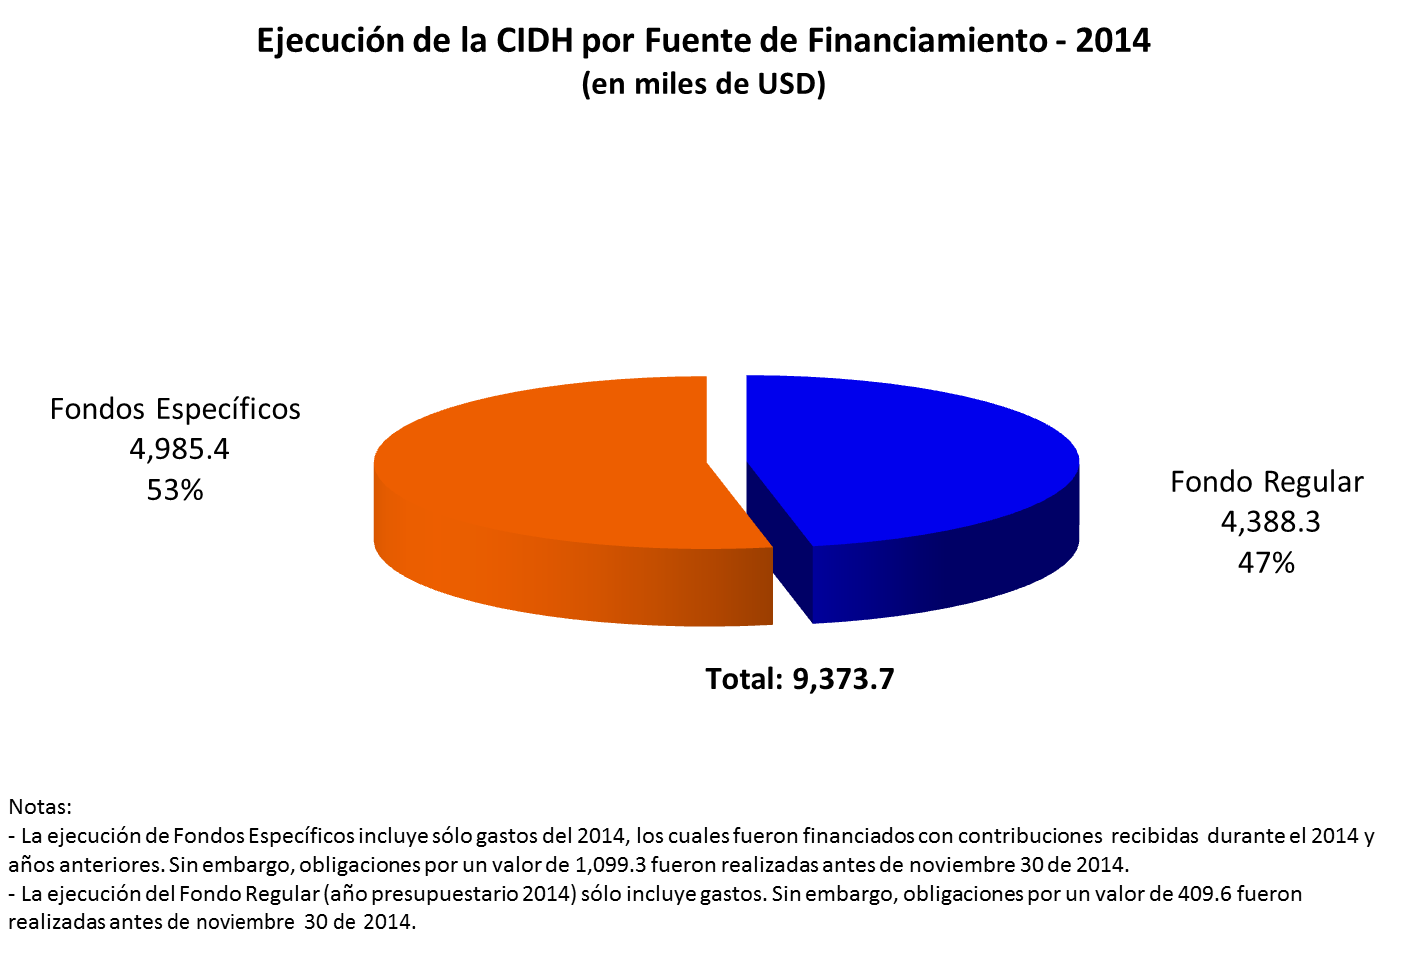 Ejecución de la CIDH por Fuente de Financiamiento - 2014
(en miles de USD)
Fondos Específicos
4,985.4
53%
Fondo Regular
4,388.3
47%
Total: 9,373.7
Notas:
- La ejecución de Fondos Específicos incluye sólo gastos del 2014, los cuales fueron financiados con contribuciones recibidas durante el 2014 y
años anteriores. Sin embargo, obligaciones por un valor de 1,099.3 fueron realizadas antes de noviembre 30 de 2014.
- La ejecución del Fondo Regular (año presupuestario 2014) sólo incluye gastos. Sin embargo, obligaciones por un valor de 409.6 fueron
realizadas antes de noviembre 30 de 2014.